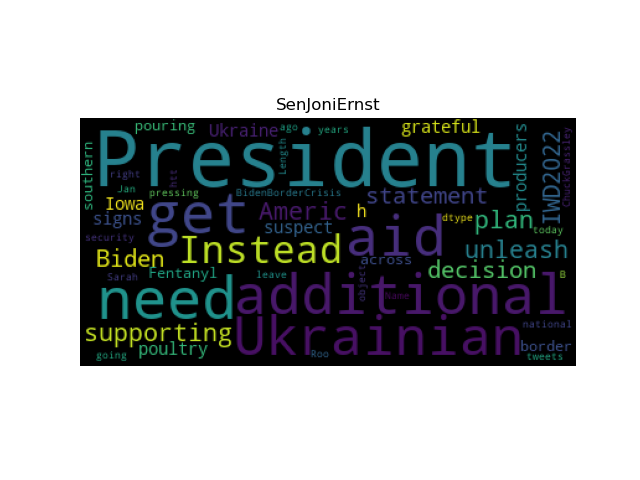 SenJoniErnst
pouring Ukraine ago years grateful
President
southern Length producers IWD2022 ChuckGrassley
right htt
Jan pressing BidenBorderCrisis statement
Iowa get Americ h dtype plan
signs suspect aid today
security Instead across unleash
Biden Fentanyl decision
Sarah leave object B
need additional
Name
supporting Ukrainian national
poultry Roo border
going tweets